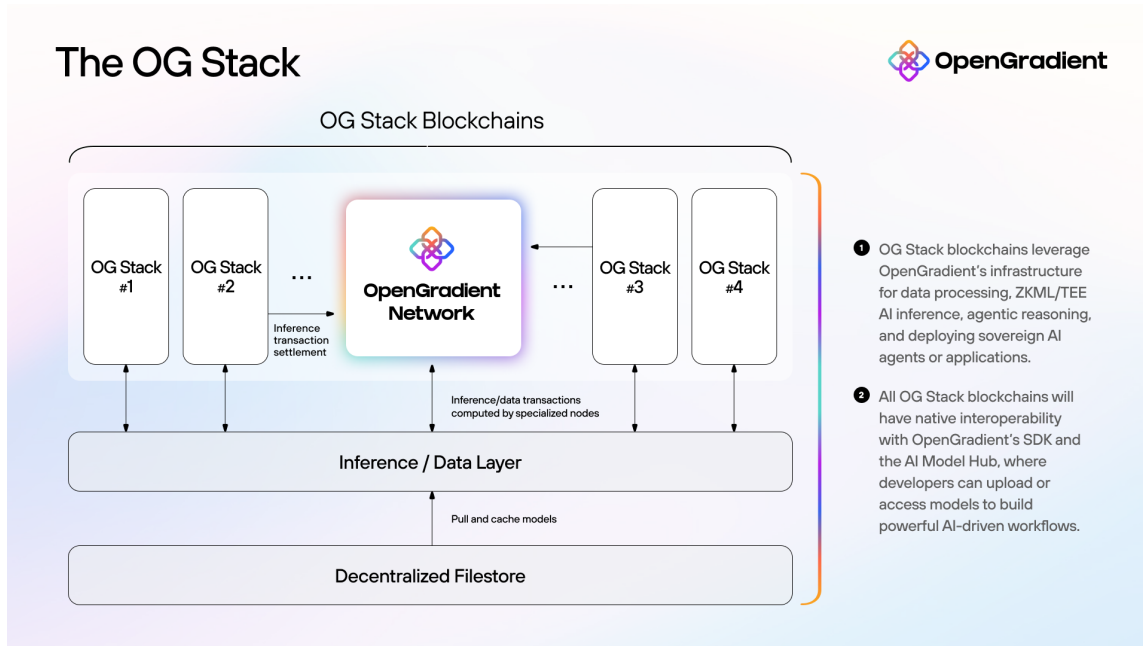 The OG Stack
OpenGradient
OG Stack Blockchains
OG Stack
#1
OG Stack
#2
...
Inference
transaction
settlement
OpenGradient
Network
...
OG Stack
#3
OG Stack
#4
Inference/data transactions
computed by specialized nodes
Inference / Data Layer
Pull and cache models
Decentralized Filestore
1 OG Stack blockchains leverage
OpenGradient’s infrastructure
for data processing, ZKML/TEE
AI inference, agentic reasoning,
and deploying sovereign AI
agents or applications.
2 All OG Stack blockchains will
have native interoperability
with OpenGradient’s SDK and
the AI Model Hub, where
developers can upload or
access models to build
powerful AI-driven workflows.